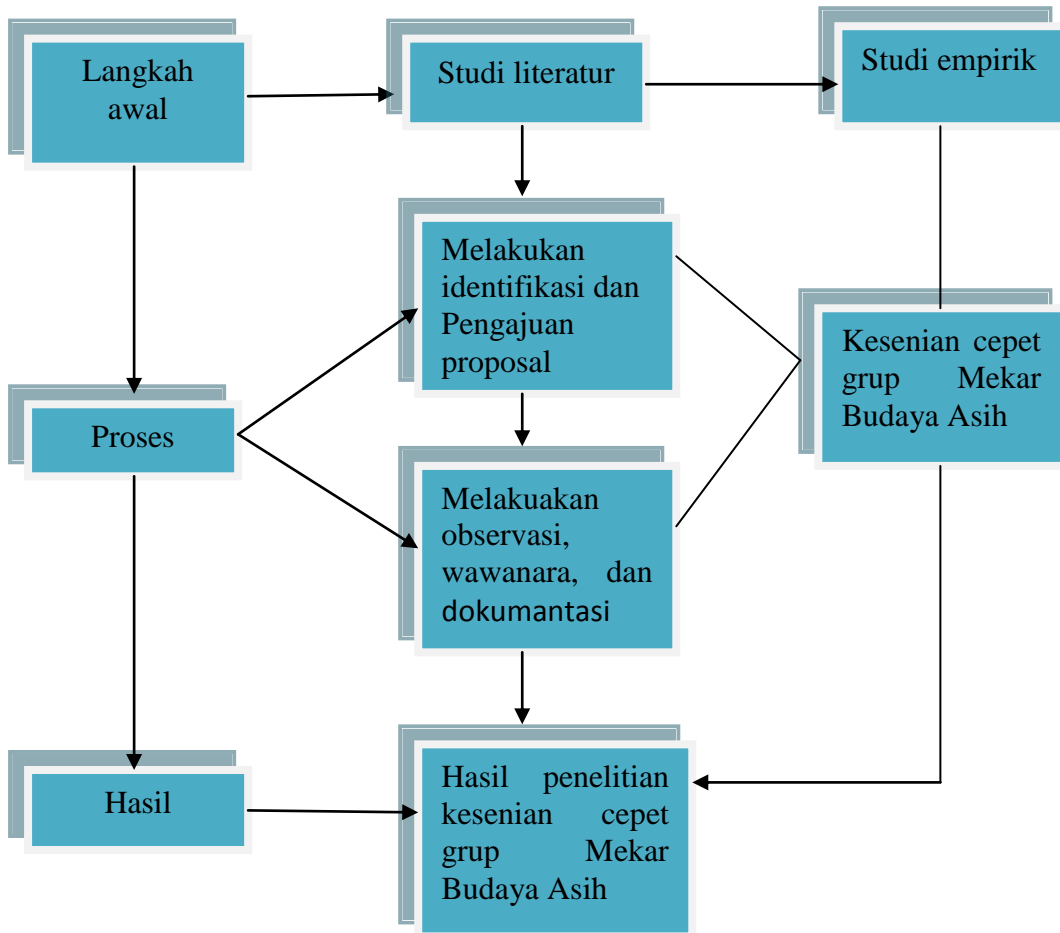 Langkah
awal
Studi literatur
Studi empirik
Melakukan
identifikasi dan
Pengajuan
proposal
Kesenian cepet
grup Mekar
Budaya Asih
Proses
Melakuakan
observasi,
wawanara, dan
dokumantasi
Hasil
Hasil penelitian
kesenian cepet
grup Mekar
Budaya Asih